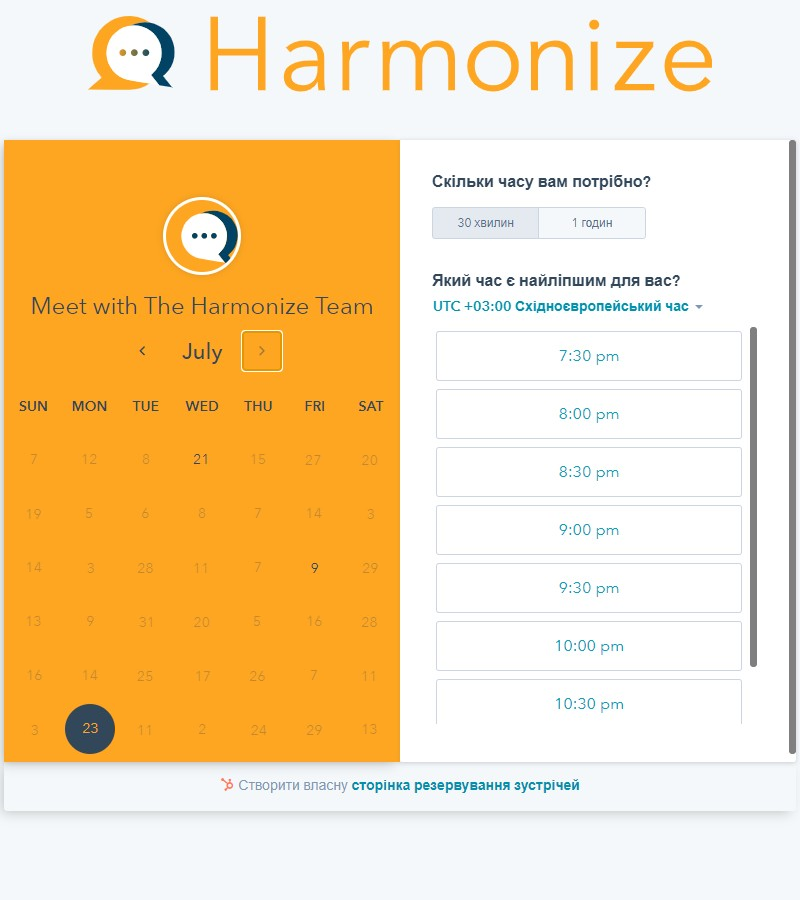 Harmonize
Meet with The Harmonize Team
July
SUN MON TUE WED THU FRI SAT
7 12 8 21 15 27 20
19 5 6 8 7 14 3
14 3 28 11 7 9 29
13 9 31 20 5 16 28
16 14 25 17 26 7 11
3 23 11 2 24 29 13
Скільки часу вам потрібно?
30 хвилин 1 годин
Який час є найліпшим для вас?
UTC +03:00 Східноєвропейський час
7:30 pm
8:00 pm
8:30 pm
9:00 pm
9:30 pm
10:00 pm
10:30 pm
Створити власну сторінка резервування зустрічей